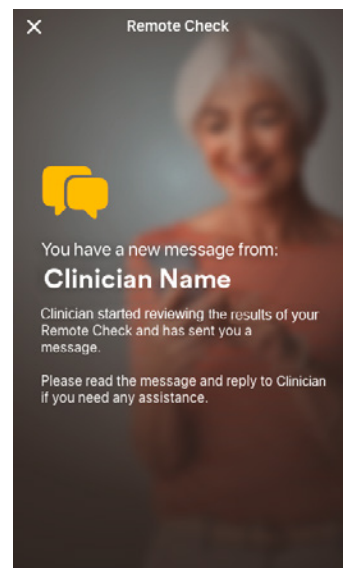 Remote Check
You have a new message from:
Clinician Name
Clinician started reviewing the results of your
Remote Check and has sent you a
message.
Please read the message and reply to Clinician
if you need any assistance.